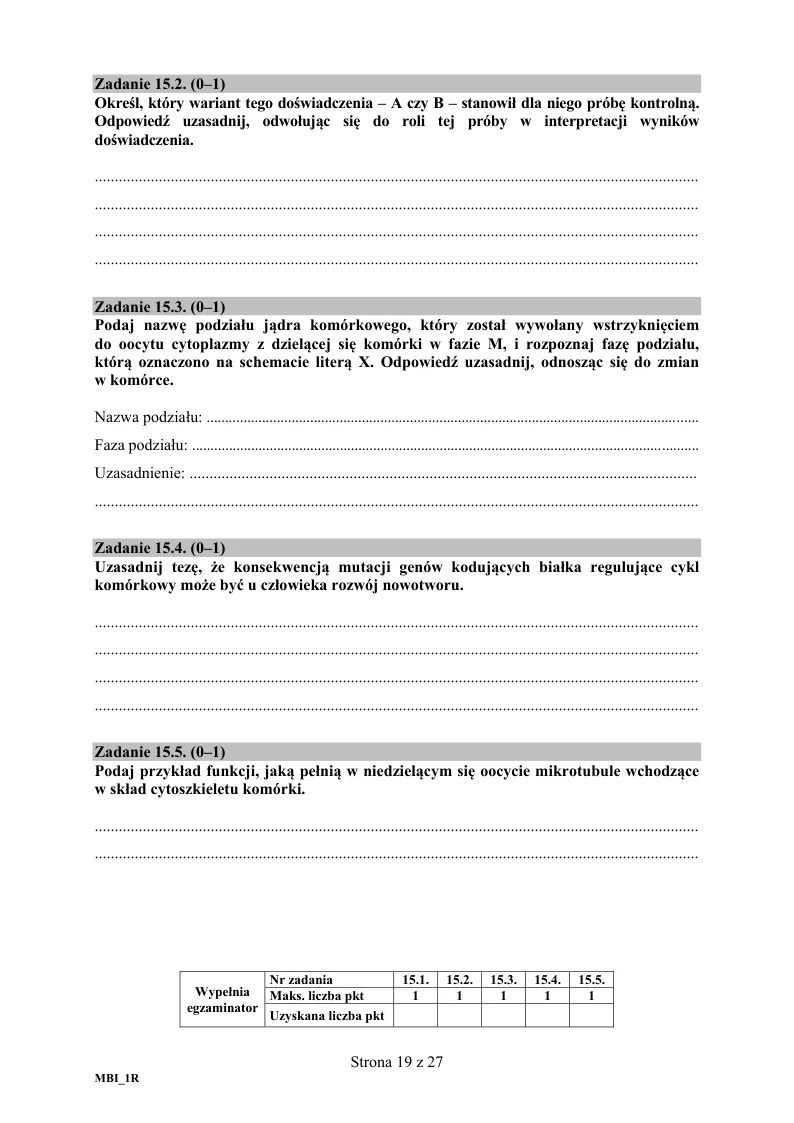 Zadanie 15.2. (0–1)
Określ, który wariant tego doświadczenia – A czy B – stanowił dla niego próbę kontrolną.
Odpowiedź uzasadnij, odwołując się do roli tej próby w interpretacji wyników
doświadczenia.
Zadanie 15.3. (0–1)
Podaj nazwę podziału jądra komórkowego, który został wywołany wstrzyknięciem
do oocytu cytoplazmy z dzielącej się komórki w fazie M, i rozpoznaj fazę podziału,
którą oznaczono na schemacie literą X. Odpowiedź uzasadnij, odnosząc się do zmian
w komórce.
Nazwa podziału: ..........................................................................................................................
Faza podziału: ..............................................................................................................................
Uzasadnienie: ...............................................................................................................................
Zadanie 15.4. (0–1)
Uzasadnij tezę, że konsekwencją mutacji genów kodujących białka regulujące cykl
komórkowy może być u człowieka rozwój nowotworu.
Zadanie 15.5. (0–1)
Podaj przykład funkcji, jaką pełnią w niedzielącym się oocycie mikrotubule wchodzące
w skład cytoszkieletu komórki.
Wypełnia egzaminator
Nr zadania 15.1. 15.2. 15.3. 15.4. 15.5.
Maks. liczba pkt 1 1 1 1 1
Uzyskana liczba pkt
Strona 19 z 27
MBI_1R